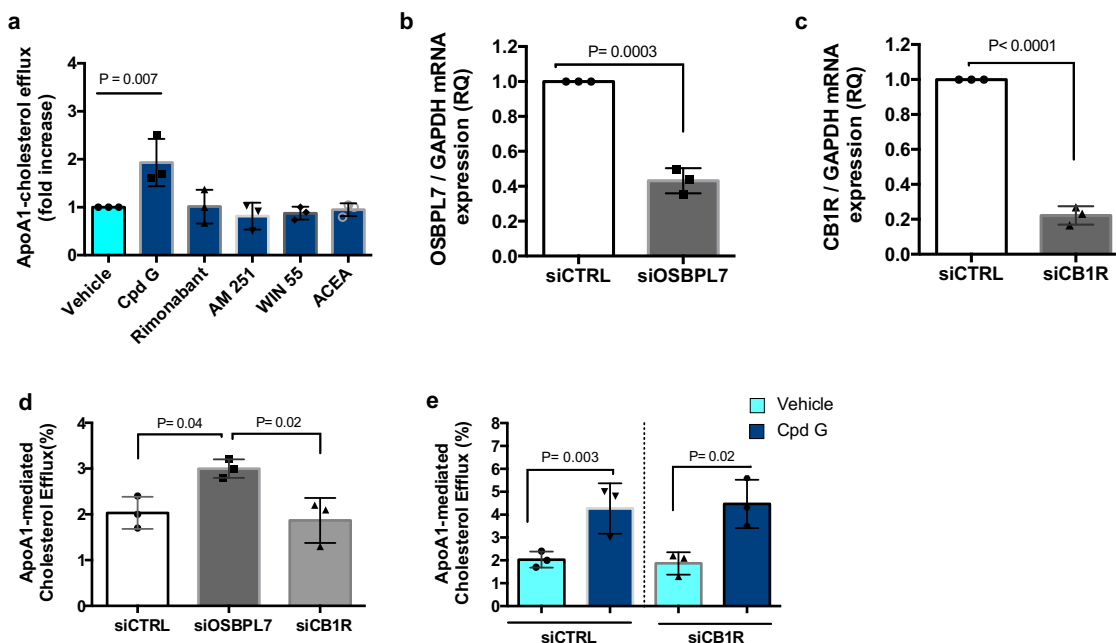 a
ApoA1-cholesterol efflux
(fold increase)
4
3
2
1
0
P = 0.007
Vehicle
Cpd G
Rimonabant
AM 251
WIN 55
ACEA
b
OSBPL7 / GAPDH mRNA
expression (RQ)
1.2
1.0
0.8
0.6
0.4
0.2
0.0
P= 0.0003
siCTRL
siOSBPL7
c
CB1R / GAPDH mRNA
expression (RQ)
1.2
1.0
0.8
0.6
0.4
0.2
0.0
P< 0.0001
siCTRL
siCB1R
d
ApoA1-mediated
Cholesterol Efflux(%)
4
3
2
1
0
P= 0.04
P= 0.02
siCTRL
siOSBPL7
siCB1R
e
Vehicle
Cpd G
ApoA1-mediated
Cholesterol Efflux (%)
8
7
6
5
4
3
2
1
0
P = 0.003
P = 0.02
siCTRL
siCB1R